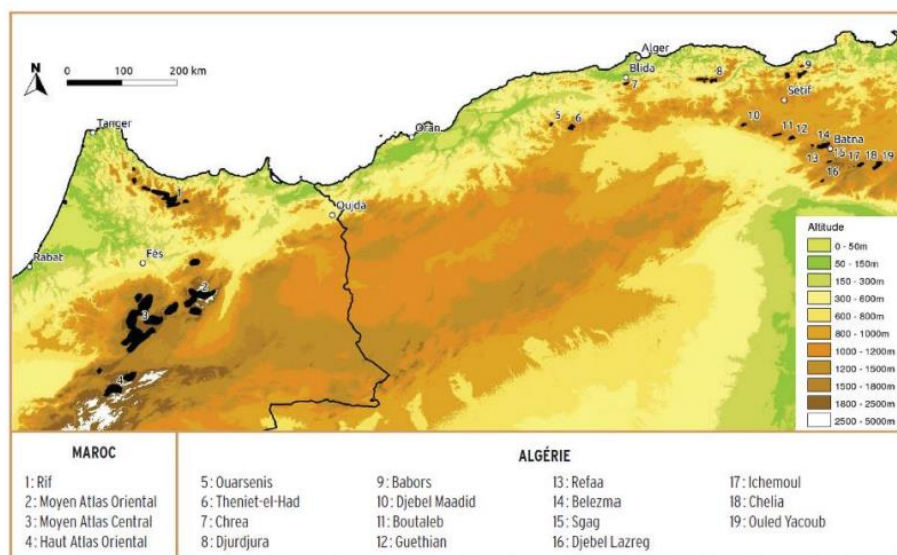 N
0 100 200 km
Alger
Blida
7
8
9
Sétif
5
6
10
11
12
14
Batna
13
15
17
18
19
16
Tanger
Oran
1
Oujda
Rabat
Fès
2
3
4
Altitude
0 - 50m
50 - 150m
150 - 300m
300 - 600m
600 - 800m
800 - 1000m
1000 - 1200m
1200 - 1500m
1500 - 1800m
1800 - 2500m
2500 - 5000m
MAROC
1: Rif
2: Moyen Atlas Oriental
3: Moyen Atlas Central
4: Haut Atlas Oriental
ALGÉRIE
5: Ouarsenis
6: Theniet-el-Had
7: Chrea
8: Djurdjura
9: Babors
10: Djebel Maadid
11: Boutaleb
12: Guethian
13: Refaa
14: Belezma
15: Sgag
16: Djebel Lazreg
17: Ichemoul
18: Chelia
19: Ouled Yacoub